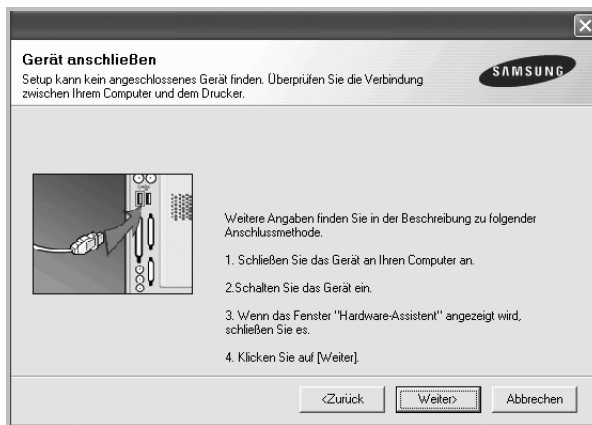 Gerät anschließen
Setup kann kein angeschlossenes Gerät finden. Überprüfen Sie die Verbindung
zwischen Ihrem Computer und dem Drucker.
SAMSUNG
Weitere Angaben finden Sie in der Beschreibung zu folgender
Anschlussmethode.
1. Schließen Sie das Gerät an Ihren Computer an.
2.Schalten Sie das Gerät ein.
3. Wenn das Fenster "Hardware-Assistent" angezeigt wird,
schließen Sie es.
4. Klicken Sie auf [Weiter].
<Zurück
Weiter>
Abbrechen